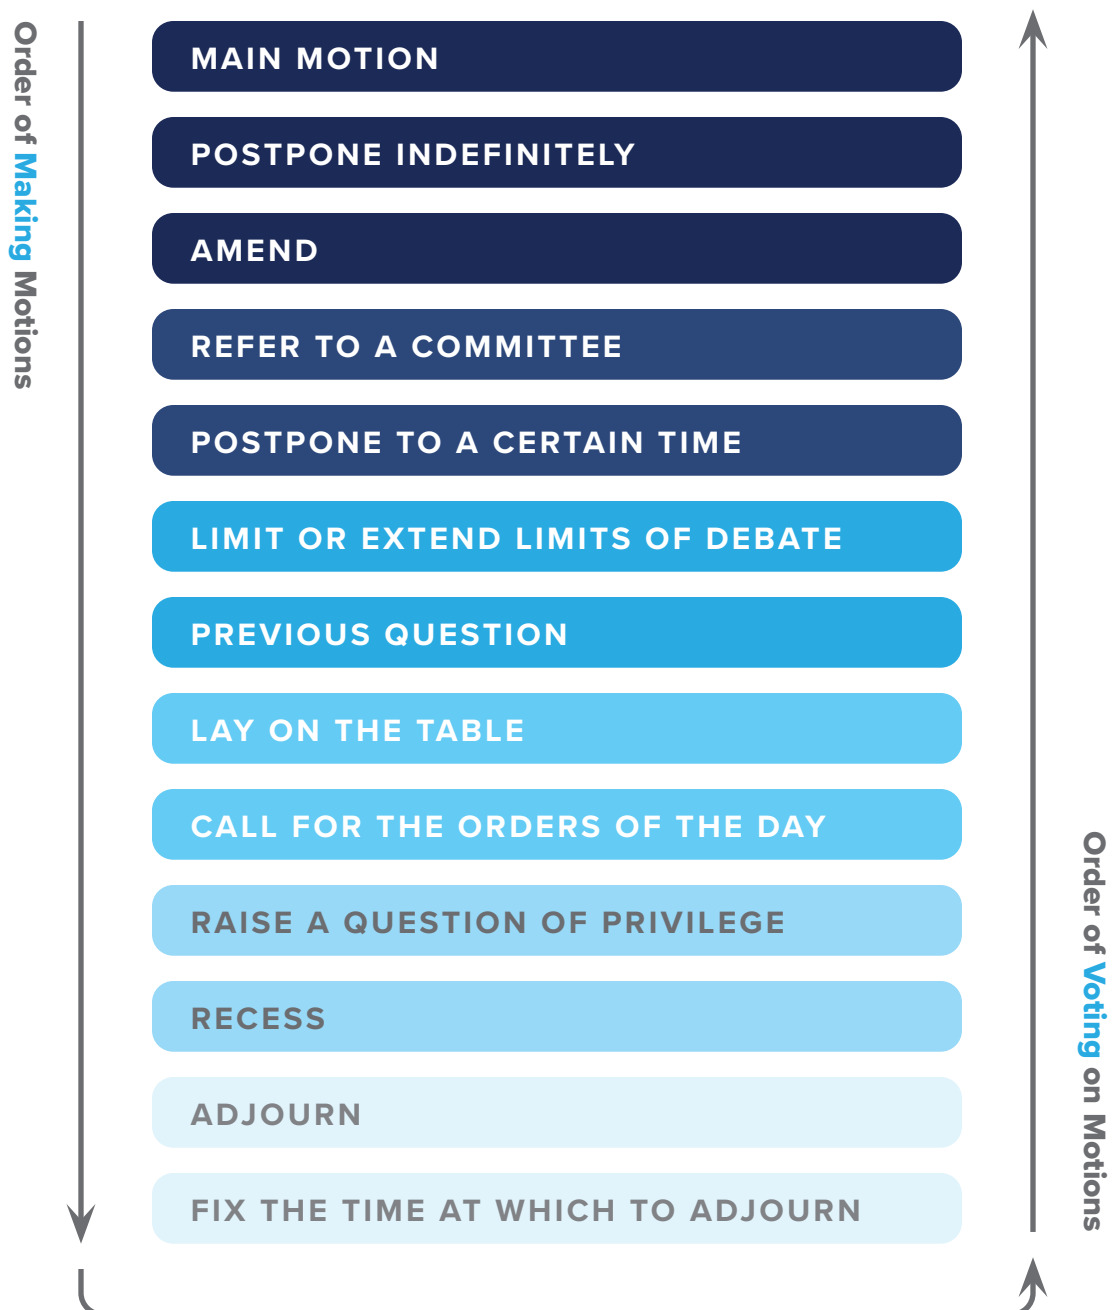 Order of Making Motions
MAIN MOTION
POSTPONE INDEFINITELY
AMEND
REFER TO A COMMITTEE
POSTPONE TO A CERTAIN TIME
LIMIT OR EXTEND LIMITS OF DEBATE
PREVIOUS QUESTION
LAY ON THE TABLE
CALL FOR THE ORDERS OF THE DAY
RAISE A QUESTION OF PRIVILEGE
RECESS
ADJOURN
FIX THE TIME AT WHICH TO ADJOURN
Order of Voting on Motions